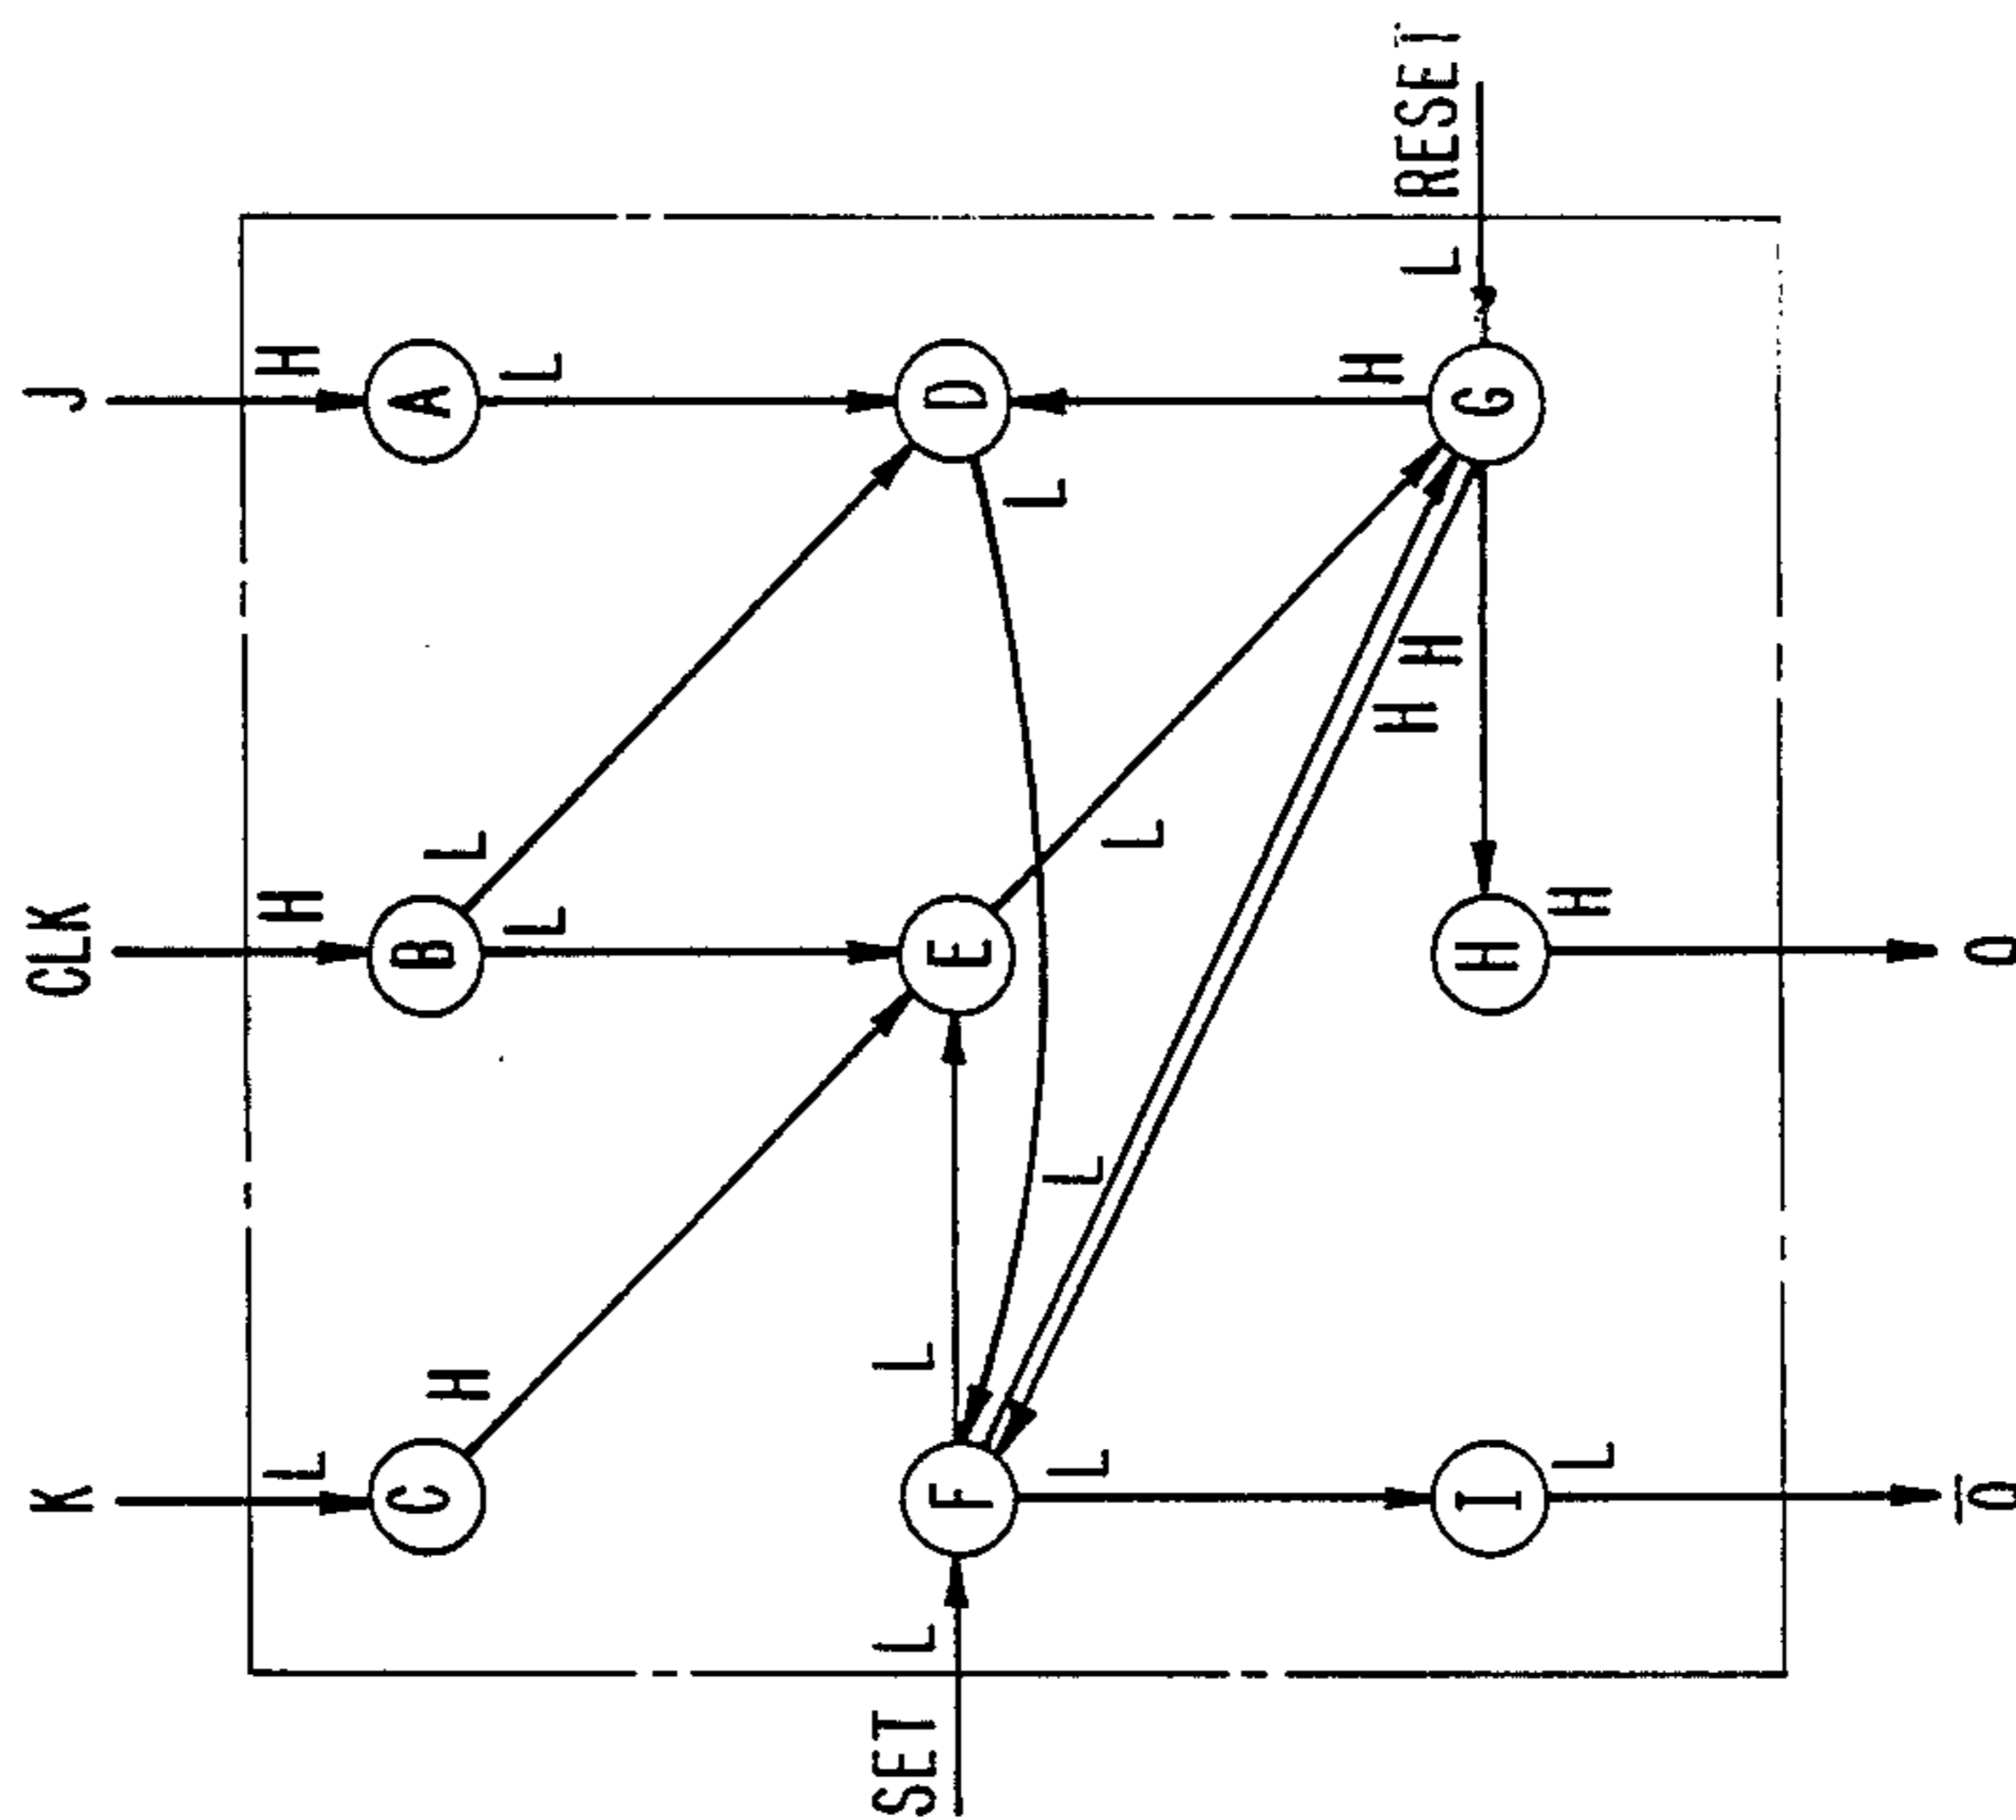 K CLK J
L H H
C B A
H L
L L
SET L L
F E D
L
L L
L
H
H
H L RESET
I H G
L H
Q̅ Q